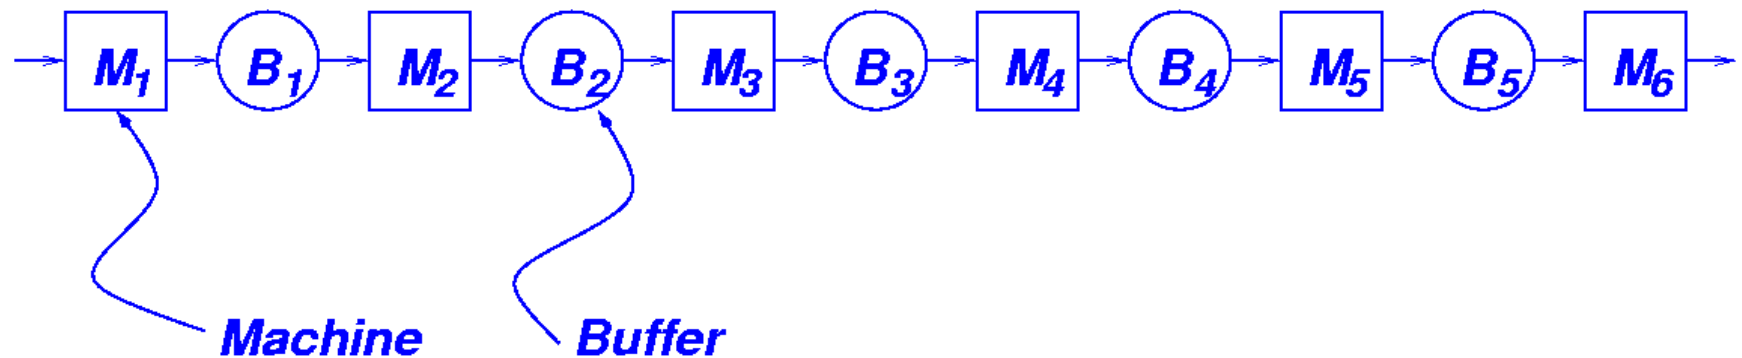 M1 B1 M2 B2 M3 B3 M4 B4 M5 B5 M6
Machine Buffer